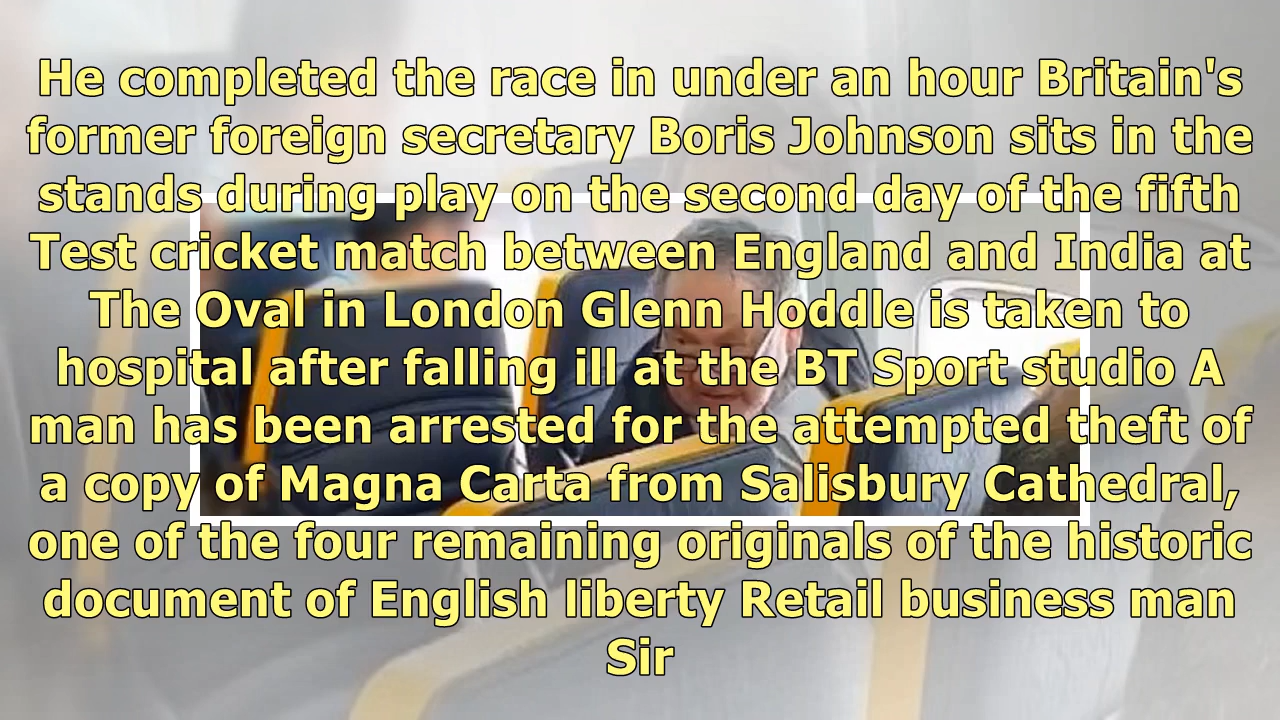 He completed the race in under an hour Britain's
former foreign secretary Boris Johnson sits in the
stands during play on the second day of the fifth
Test cricket match between England and India at
The Oval in London Glenn Hoddle is taken to
hospital after falling ill at the BT Sport studio A
man has been arrested for the attempted theft of
a copy of Magna Carta from Salisbury Cathedral,
one of the four remaining originals of the historic
document of English liberty Retail business man
Sir